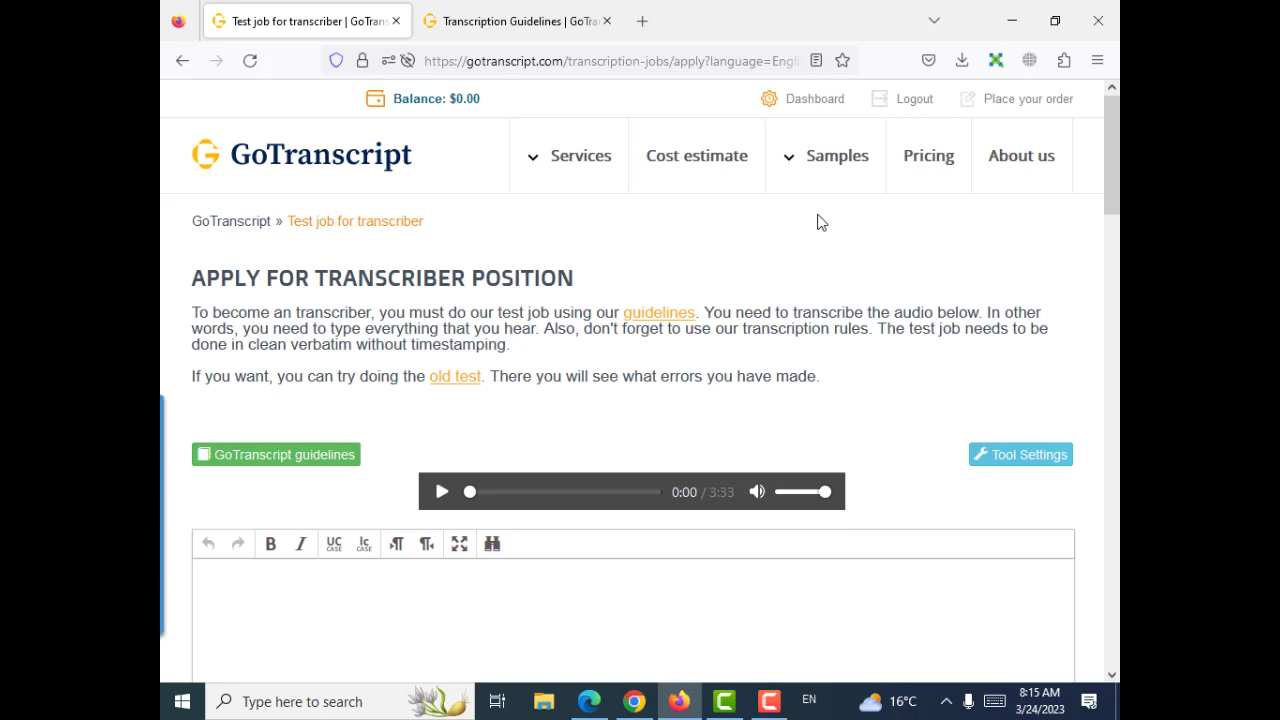 Test job for transcriber | GoTrans
Transcription Guidelines | GoTra
https://gotranscript.com/transcription-jobs/apply?language=Engli
Balance: $0.00
Dashboard
Logout
Place your order
GoTranscript
Services
Cost estimate
Samples
Pricing
About us
GoTranscript » Test job for transcriber
APPLY FOR TRANSCRIBER POSITION
To become an transcriber, you must do our test job using our guidelines. You need to transcribe the audio below. In other
words, you need to type everything that you hear. Also, don't forget to use our transcription rules. The test job needs to be
done in clean verbatim without timestamping.
If you want, you can try doing the old test. There you will see what errors you have made.
GoTranscript guidelines
Tool Settings
0:00 / 3:33
B I UC CASE lc CASE
Type here to search
EN
16°C
8:15 AM
3/24/2023